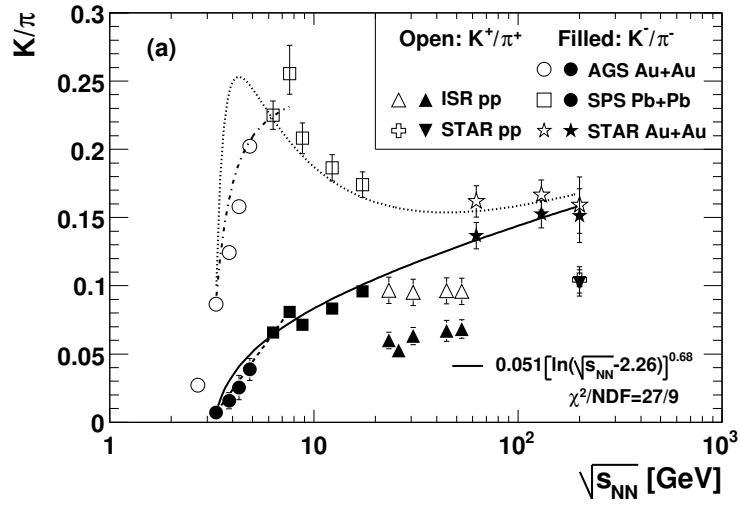 K/π
0.3
0.25
0.2
0.15
0.1
0.05
0
(a)
Open: K⁺/π⁺ Filled: K⁻/π⁻
AGS Au+Au
ISR pp SPS Pb+Pb
STAR pp STAR Au+Au
0.051[ln(√s_NN-2.26)]^0.68
χ²/NDF=27/9
1 10 10² 10³
√s_NN [GeV]